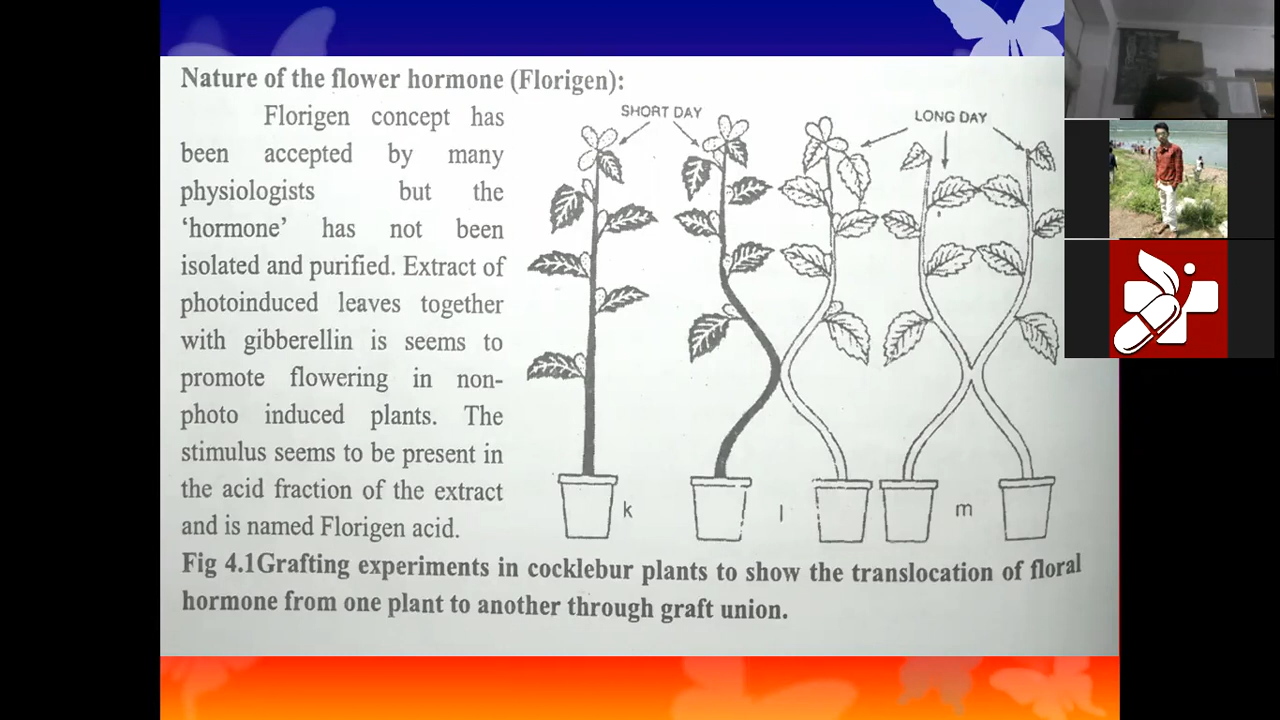 Nature of the flower hormone (Florigen):
Florigen concept has
been accepted by many
physiologists but the
‘hormone’ has not been
isolated and purified. Extract of
photoinduced leaves together
with gibberellin is seems to
promote flowering in non-
photo induced plants. The
stimulus seems to be present in
the acid fraction of the extract
and is named Florigen acid.
SHORT DAY
LONG DAY
k
l
m
Fig 4.1Grafting experiments in cocklebur plants to show the translocation of floral
hormone from one plant to another through graft union.